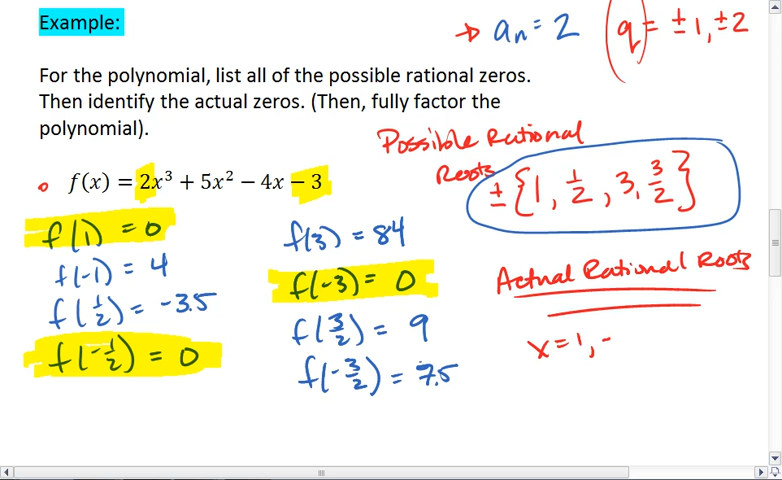 Example:
→ aₙ = 2 (q = ±1, ±2
For the polynomial, list all of the possible rational zeros.
Then identify the actual zeros. (Then, fully factor the
polynomial).
Possible Rational
Roots
± {1, 1/2, 3, 3/2}
f(x) = 2x³ + 5x² − 4x − 3
f(1) = 0
f(-1) = 4
f(1/2) = -3.5
f(-1/2) = 0
f(3) = 84
f(-3) = 0
f(3/2) = 9
f(-3/2) = 7.5
Actual Rational Roots
x = 1, -